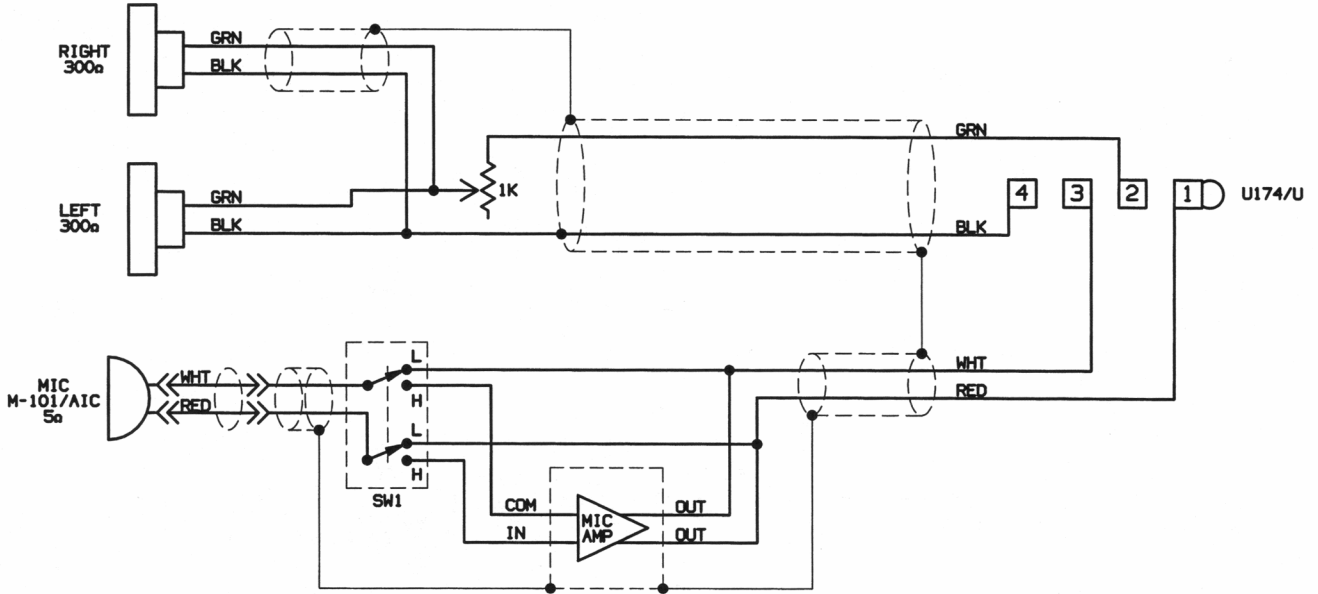 RIGHT
300Ω
GRN
BLK
GRN
LEFT
300Ω
GRN
BLK
1K
4
3
2
1
U174/U
BLK
MIC
M-101/AIC
5Ω
WHT
RED
L
H
L
H
SW1
WHT
RED
COM
IN
MIC
AMP
OUT
OUT